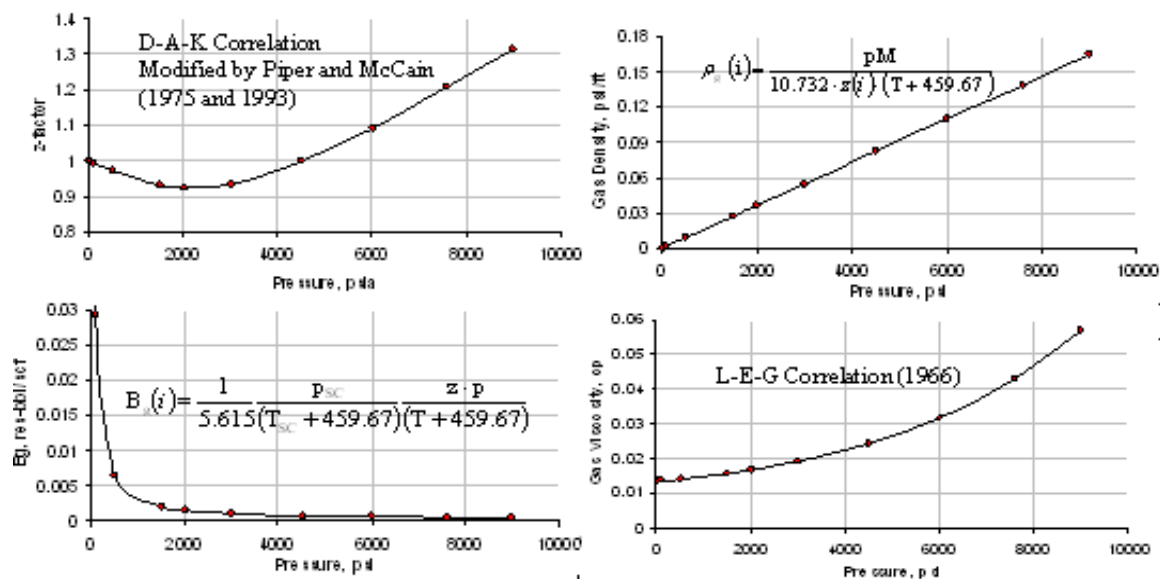 1.4
1.3
1.2
1.1
1
0.9
0.8
z-factor
D-A-K Correlation
Modified by Piper and McCain
(1975 and 1993)
0 2000 4000 6000 8000 10000
Pressure, psia
0.18
0.15
0.12
0.09
0.06
0.03
0
Gas Density, psi/ft
ρg(i)= pM
10.732·z(i)(T+459.67)
0 2000 4000 6000 8000 10000
Pressure, psi
0.03
0.025
0.02
0.015
0.01
0.005
0
Bg, res-bbl/scf
Bg(i)= 1 pSC z·p
5.615 (TSC+459.67) (T+459.67)
0 2000 4000 6000 8000 10000
Pressure, psi
0.06
0.05
0.04
0.03
0.02
0.01
0
Gas Viscosity, cp
L-E-G Correlation (1966)
0 2000 4000 6000 8000 10000
Pressure, psi